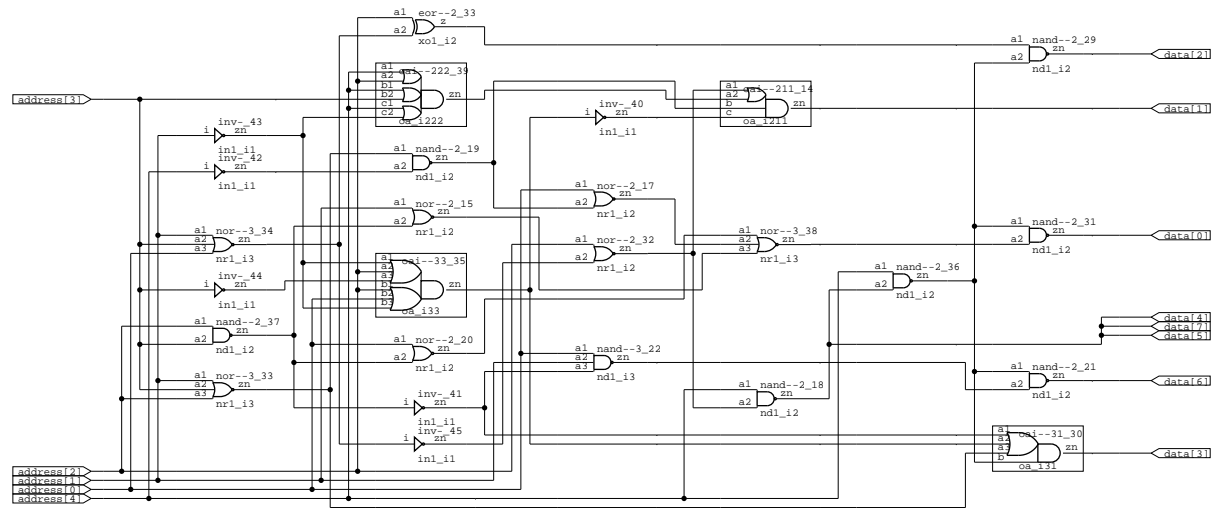 a1 eor--2_33
z
a2
xo1_i2
a1 nand--2_29
zn
a2
nd1_i2
data[2]
a1 oai--222_39
a2
b1
b2
c1
c2
zn
oa_i222
a1 oai--211_14
a2
b
c
zn
oa_i211
data[1]
address[3]
inv-_43
i zn
in1_i1
inv-_40
i zn
in1_i1
inv-_42
i zn
in1_i1
a1 nand--2_19
zn
a2
nd1_i2
a1 nor--2_17
zn
a2
nr1_i2
a1 nor--2_15
zn
a2
nr1_i2
a1 nor--3_34
a2 zn
a3
nr1_i3
a1 nor--2_32
zn
a2
nr1_i2
a1 nor--3_38
a2 zn
a3
nr1_i3
a1 nand--2_31
zn
a2
nd1_i2
data[0]
inv-_44
i zn
in1_i1
a1 oai--33_35
a2
a3
b1
b2
b3
zn
oa_i33
a1 nand--2_36
zn
a2
nd1_i2
data[4]
data[7]
data[5]
a1 nand--2_37
zn
a2
nd1_i2
a1 nor--2_20
zn
a2
nr1_i2
a1 nand--3_22
a2 zn
a3
nd1_i3
a1 nor--3_33
a2 zn
a3
nr1_i3
inv-_41
i zn
in1_i1
a1 nand--2_18
zn
a2
nd1_i2
a1 nand--2_21
zn
a2
nd1_i2
data[6]
inv-_45
i zn
in1_i1
a1 oai--31_30
a2
a3
b
zn
oa_i31
data[3]
address[2]
address[1]
address[0]
address[4]